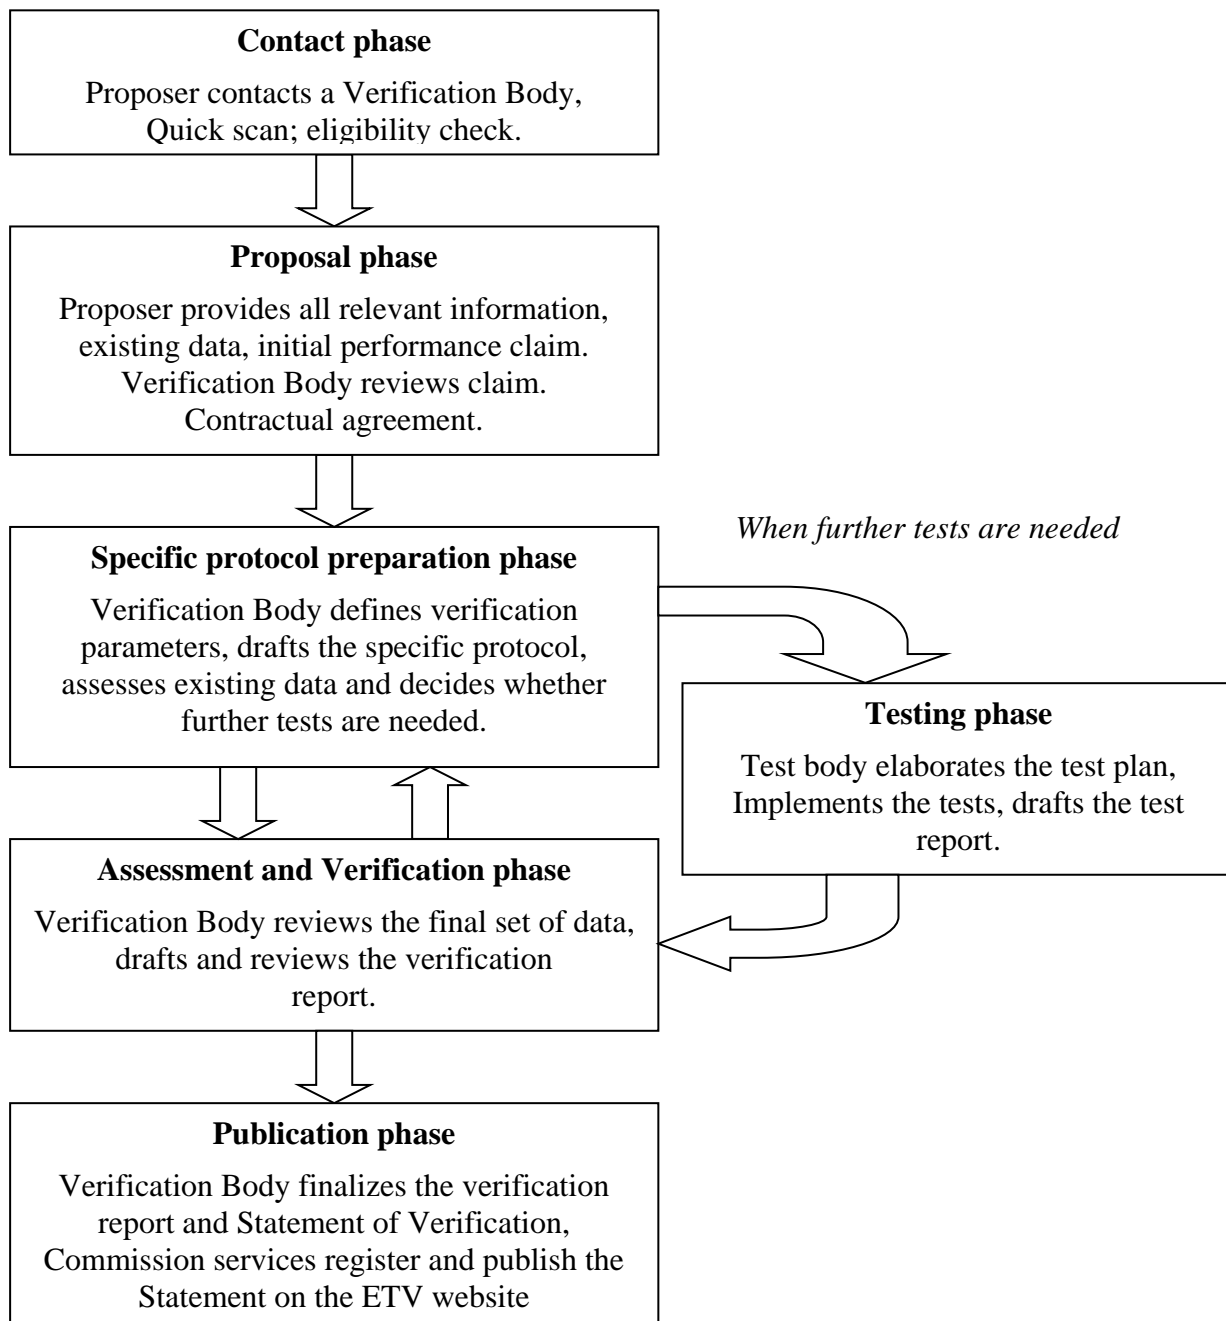 Contact phase
Proposer contacts a Verification Body,
Quick scan; eligibility check.
Proposal phase
Proposer provides all relevant information,
existing data, initial performance claim.
Verification Body reviews claim.
Contractual agreement.
When further tests are needed
Specific protocol preparation phase
Verification Body defines verification
parameters, drafts the specific protocol,
assesses existing data and decides whether
further tests are needed.
Testing phase
Test body elaborates the test plan,
Implements the tests, drafts the test
report.
Assessment and Verification phase
Verification Body reviews the final set of data,
drafts and reviews the verification
report.
Publication phase
Verification Body finalizes the verification
report and Statement of Verification,
Commission services register and publish the
Statement on the ETV website